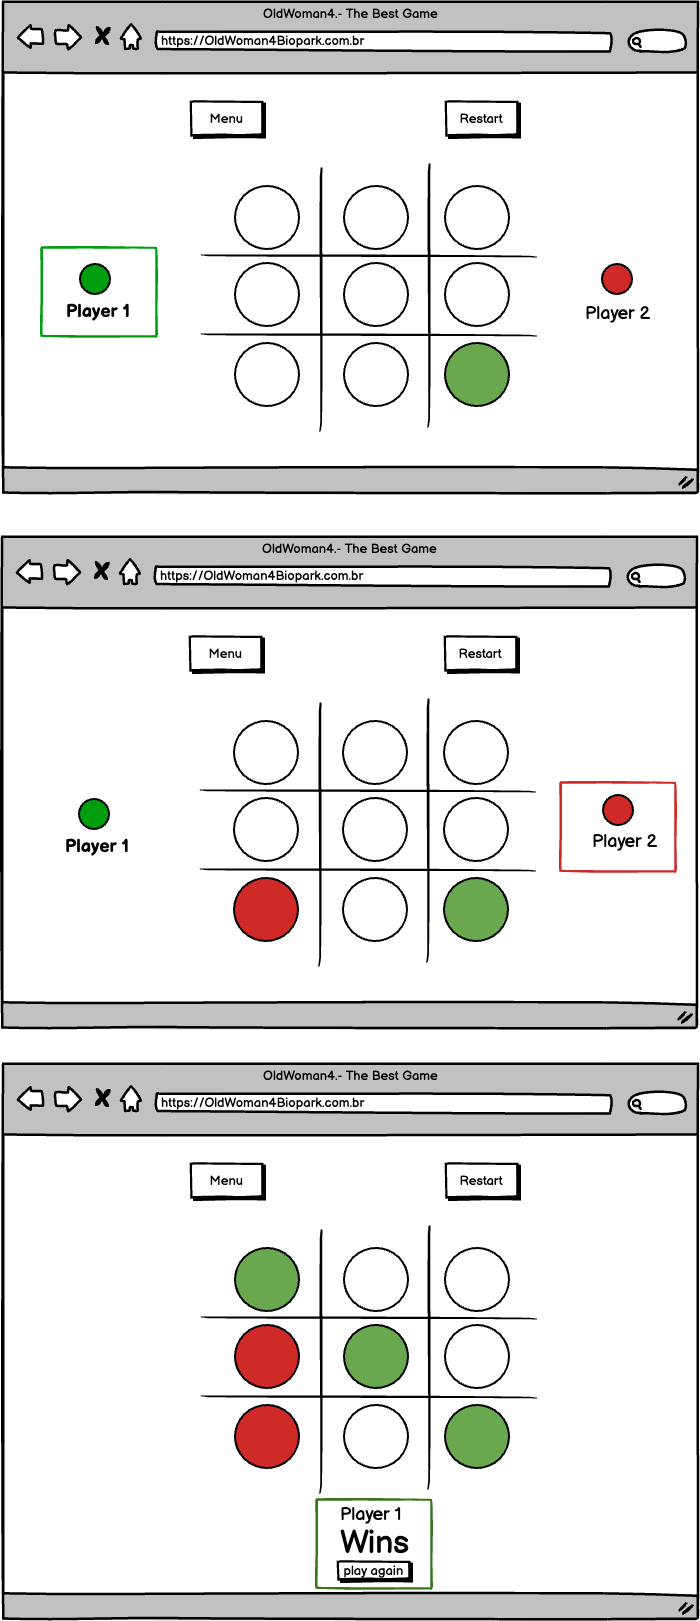 OldWoman4.- The Best Game
https://OldWoman4Biopark.com.br
Menu
Restart
Player 1
Player 2
OldWoman4.- The Best Game
https://OldWoman4Biopark.com.br
Menu
Restart
Player 1
Player 2
OldWoman4.- The Best Game
https://OldWoman4Biopark.com.br
Menu
Restart
Player 1
Wins
play again